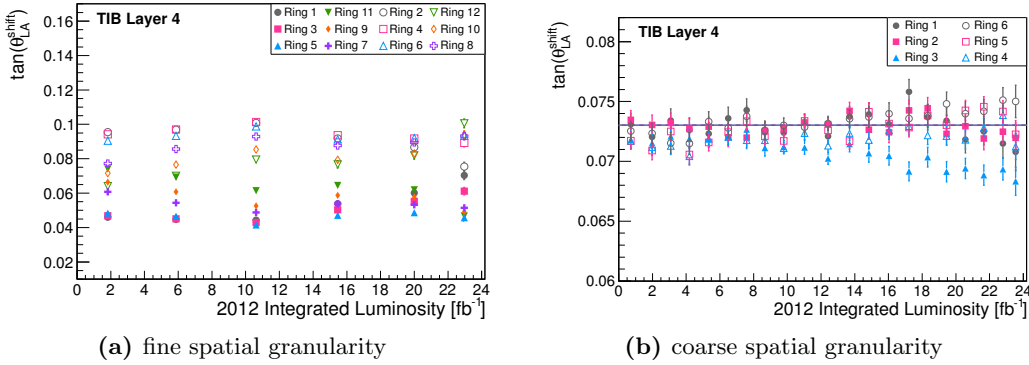 TIB Layer 4
Ring 1 Ring 11 Ring 2 Ring 12
Ring 3 Ring 9 Ring 4 Ring 10
Ring 5 Ring 7 Ring 6 Ring 8
tan(θ_LA^shift)
0.16
0.14
0.12
0.1
0.08
0.06
0.04
0.02
0 2 4 6 8 10 12 14 16 18 20 22 24
2012 Integrated Luminosity [fb⁻¹]
(a) fine spatial granularity
TIB Layer 4
Ring 1 Ring 6
Ring 2 Ring 5
Ring 3 Ring 4
tan(θ_LA^shift)
0.08
0.075
0.07
0.065
0.06
0 2 4 6 8 10 12 14 16 18 20 22 24
2012 Integrated Luminosity [fb⁻¹]
(b) coarse spatial granularity